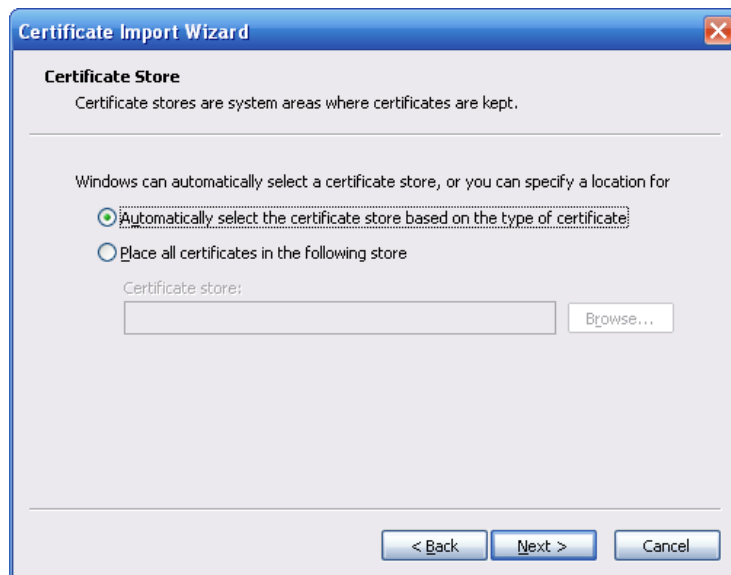 Certificate Import Wizard
Certificate Store
Certificate stores are system areas where certificates are kept.
Windows can automatically select a certificate store, or you can specify a location for
Automatically select the certificate store based on the type of certificate
Place all certificates in the following store
Certificate store:
Browse...
< Back Next > Cancel